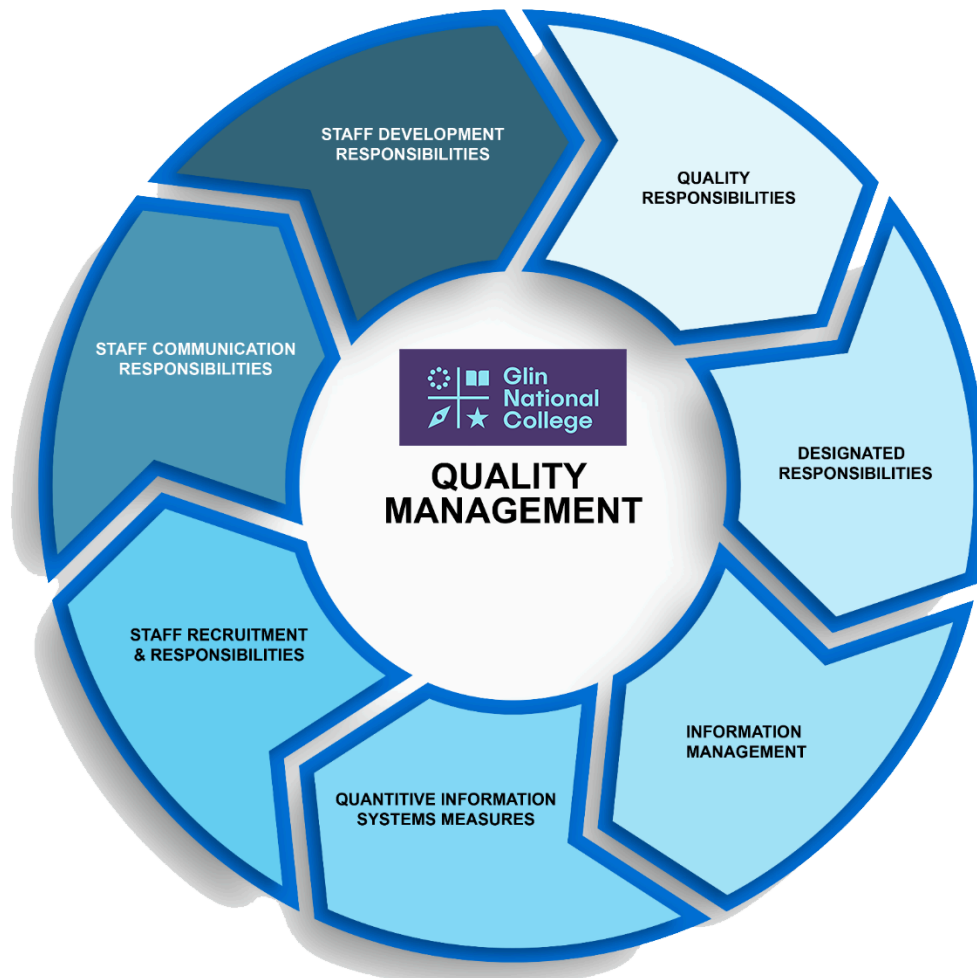 STAFF DEVELOPMENT
RESPONSIBILITIES
QUALITY
RESPONSIBILITIES
STAFF COMMUNICATION
RESPONSIBILITIES
Glin
National
College
QUALITY
MANAGEMENT
DESIGNATED
RESPONSIBILITIES
STAFF RECRUITMENT
& RESPONSIBILITIES
INFORMATION
MANAGEMENT
QUANTITIVE INFORMATION
SYSTEMS MEASURES